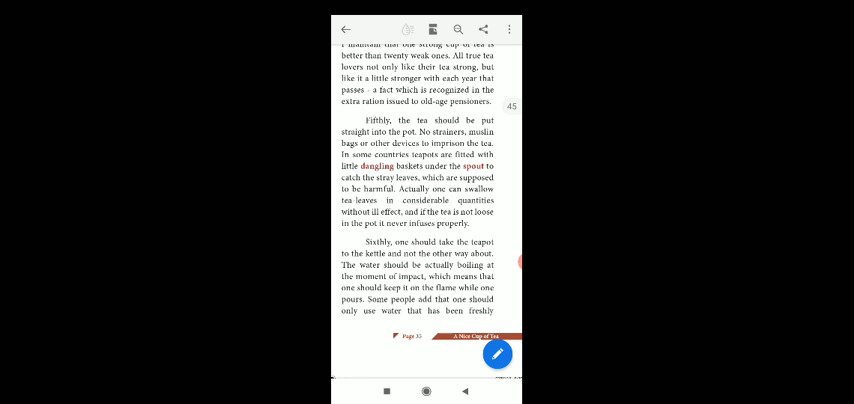 I maintain that one strong cup of tea is
better than twenty weak ones. All true tea
lovers not only like their tea strong, but
like it a little stronger with each year that
passes - a fact which is recognized in the
extra ration issued to old-age pensioners.
45
Fifthly, the tea should be put
straight into the pot. No strainers, muslin
bags or other devices to imprison the tea.
In some countries teapots are fitted with
little dangling baskets under the spout to
catch the stray leaves, which are supposed
to be harmful. Actually one can swallow
tea-leaves in considerable quantities
without ill effect, and if the tea is not loose
in the pot it never infuses properly.
Sixthly, one should take the teapot
to the kettle and not the other way about.
The water should be actually boiling at
the moment of impact, which means that
one should keep it on the flame while one
pours. Some people add that one should
only use water that has been freshly
Page 35
A Nice Cup of Tea